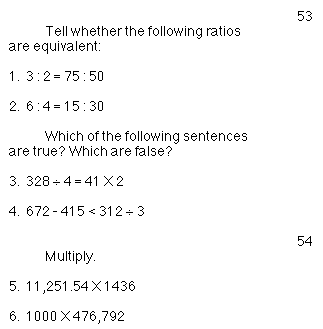 53
Tell whether the following ratios
are equivalent:
1. 3 : 2 = 75 : 50
2. 6 : 4 = 15 : 30
Which of the following sentences
are true? Which are false?
3. 328 ÷ 4 = 41 × 2
4. 672 - 415 < 312 ÷ 3
54
Multiply.
5. 11,251.54 × 1436
6. 1000 × 476,792